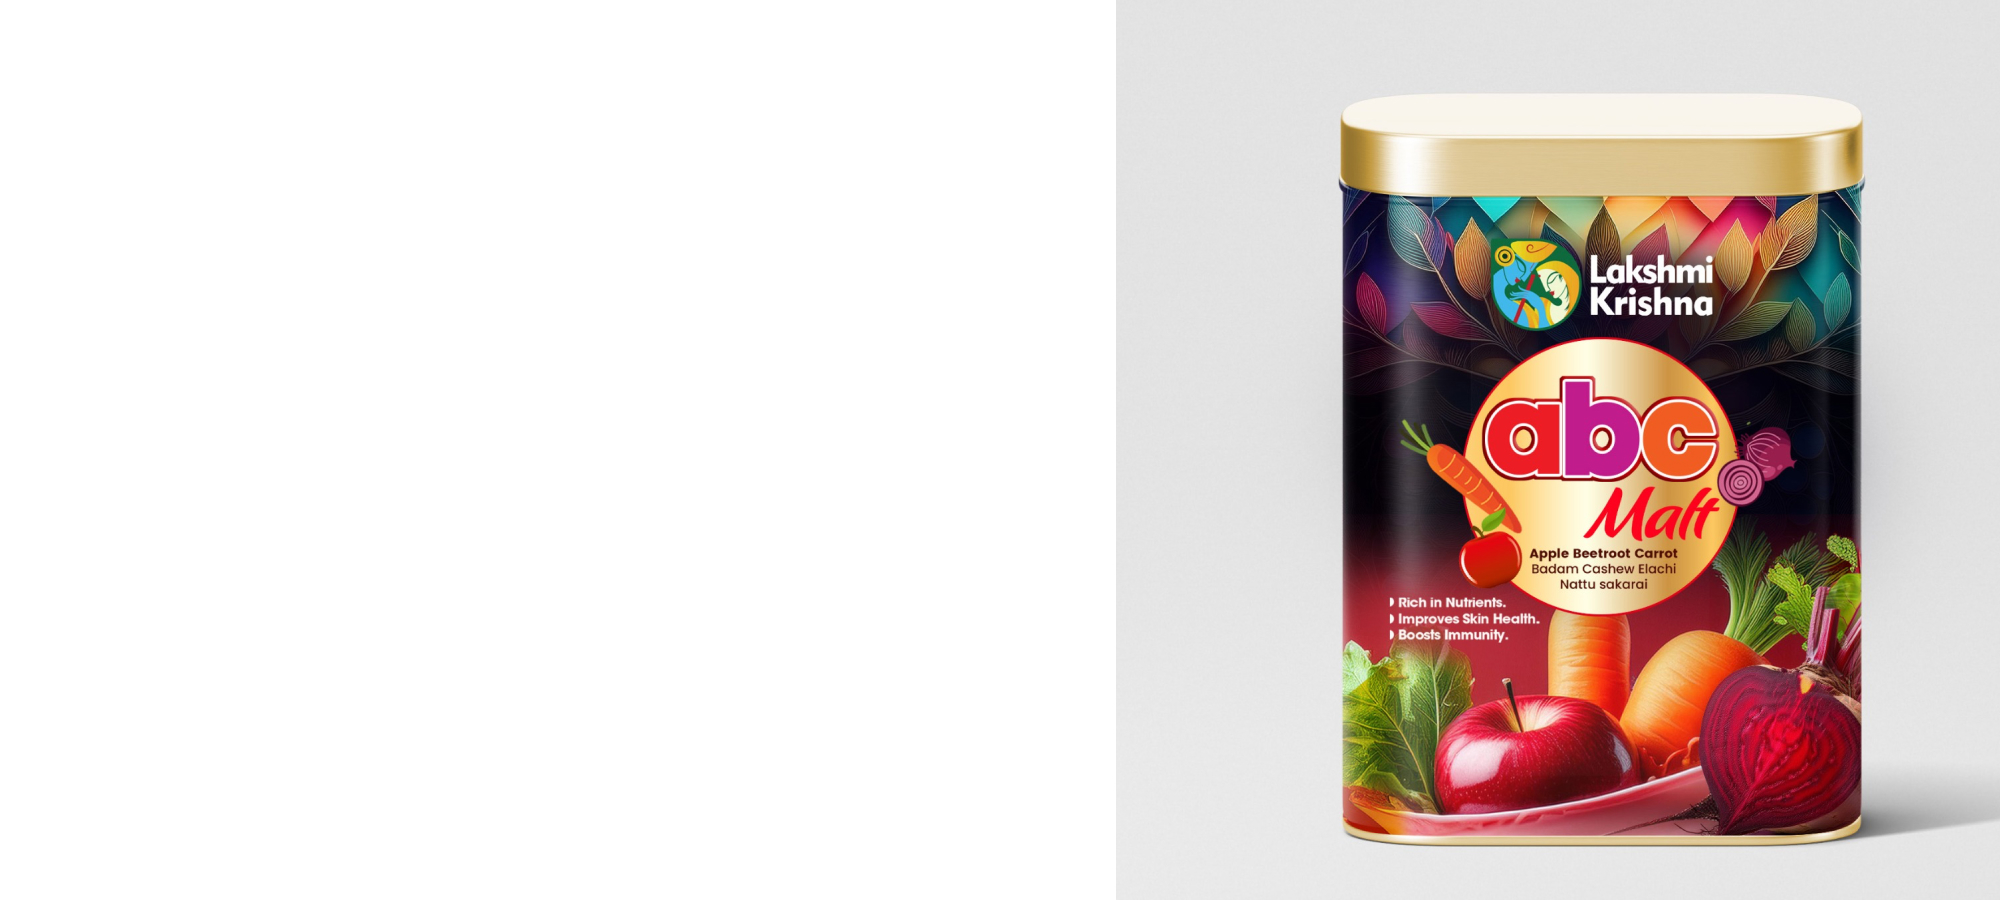 Lakshmi
Krishna
abc
Malt
Apple Beetroot Carrot
Badam Cashew Elachi
Nattu sakarai
Rich in Nutrients.
Improves Skin Health.
Boosts Immunity.